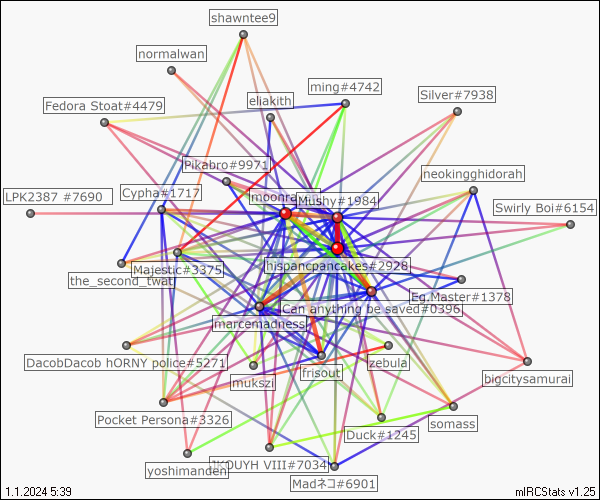 shawntee9
normalwan
ming#4742
Silver#7938
eliakith
Fedora Stoat#4479
Pikabro#9971
neokingghidorah
Cypha#1717
LPK2387 #7690
Mushy#1984
Swirly Boi#6154
hispancpancakes#2928
Majestic#3375
the_second_twat
Eg.Master#1378
Can anything be saved#0396
marcemadness
DacobDacob hORNY police#5271
frisout
zebula
bigcitysamurai
mukszi
Pocket Persona#3326
somass
Duck#1245
yoshimanden
VIII#7034
Madネコ#6901
1.1.2024 5:39
mIRCStats v1.25